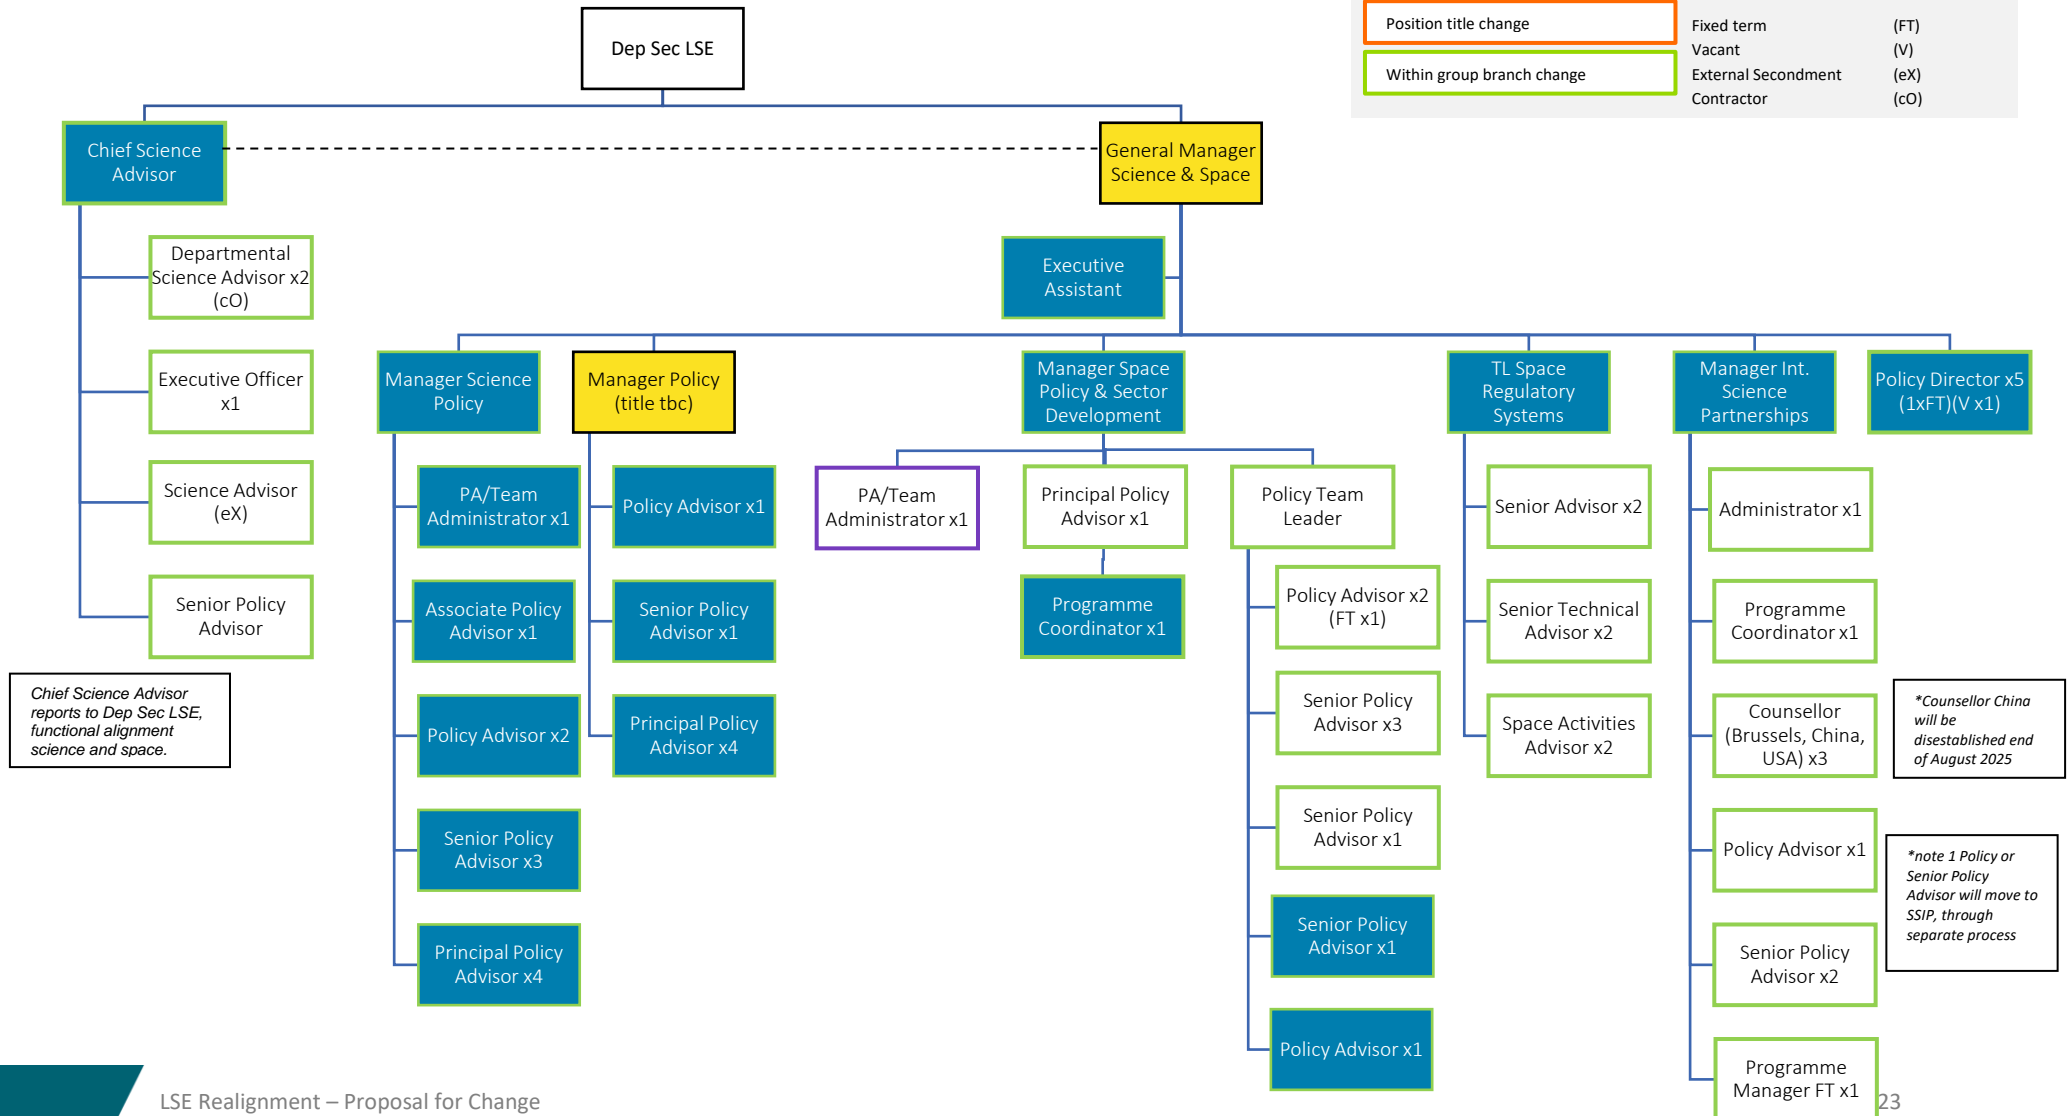 Dep Sec LSE
Position title change
Within group branch change
Fixed term (FT)
Vacant (V)
External Secondment (eX)
Contractor (cO)
Chief Science
Advisor
General Manager
Science & Space
Departmental
Science Advisor x2
(cO)
Executive Officer
x1
Science Advisor
(eX)
Senior Policy
Advisor
Chief Science Advisor
reports to Dep Sec LSE,
functional alignment
science and space.
Executive
Assistant
Manager Science
Policy
PA/Team
Administrator x1
Associate Policy
Advisor x1
Policy Advisor x2
Senior Policy
Advisor x3
Principal Policy
Advisor x4
Manager Policy
(title tbc)
Policy Advisor x1
Senior Policy
Advisor x1
Principal Policy
Advisor x4
Manager Space
Policy & Sector
Development
PA/Team
Administrator x1
Principal Policy
Advisor x1
Programme
Coordinator x1
Policy Team
Leader
Policy Advisor x2
(FT x1)
Senior Policy
Advisor x3
Senior Policy
Advisor x1
Senior Policy
Advisor x1
Policy Advisor x1
TL Space
Regulatory
Systems
Senior Advisor x2
Senior Technical
Advisor x2
Space Activities
Advisor x2
Manager Int.
Science
Partnerships
Administrator x1
Programme
Coordinator x1
Counsellor
(Brussels, China,
USA) x3
Policy Advisor x1
Senior Policy
Advisor x2
Programme
Manager FT x1
Policy Director x5
(1xFT)(V x1)
*Counsellor China
will be
disestablished end
of August 2025
*note 1 Policy or
Senior Policy
Advisor will move to
SSIP, through
separate process
LSE Realignment – Proposal for Change
23